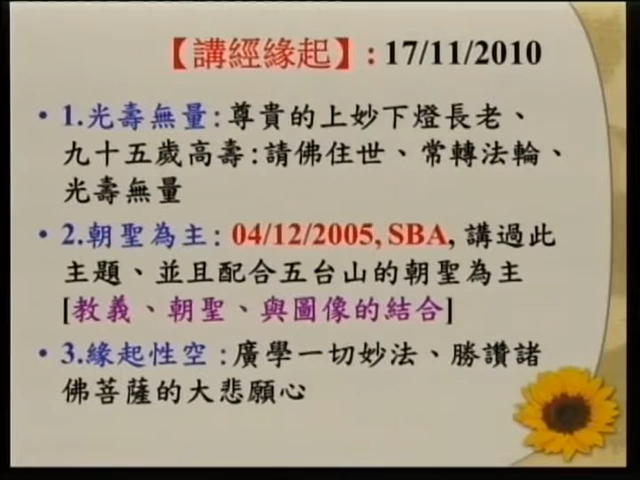 【講經緣起】: 17/11/2010
• 1.光壽無量: 尊貴的上妙下燈長老、
九十五歲高壽: 請佛住世、常轉法輪、
光壽無量
• 2.朝聖為主: 04/12/2005, SBA, 講過此
主題、並且配合五台山的朝聖為主
[教義、朝聖、與圖像的結合]
• 3.緣起性空 : 廣學一切妙法、勝讚諸
佛菩薩的大悲願心